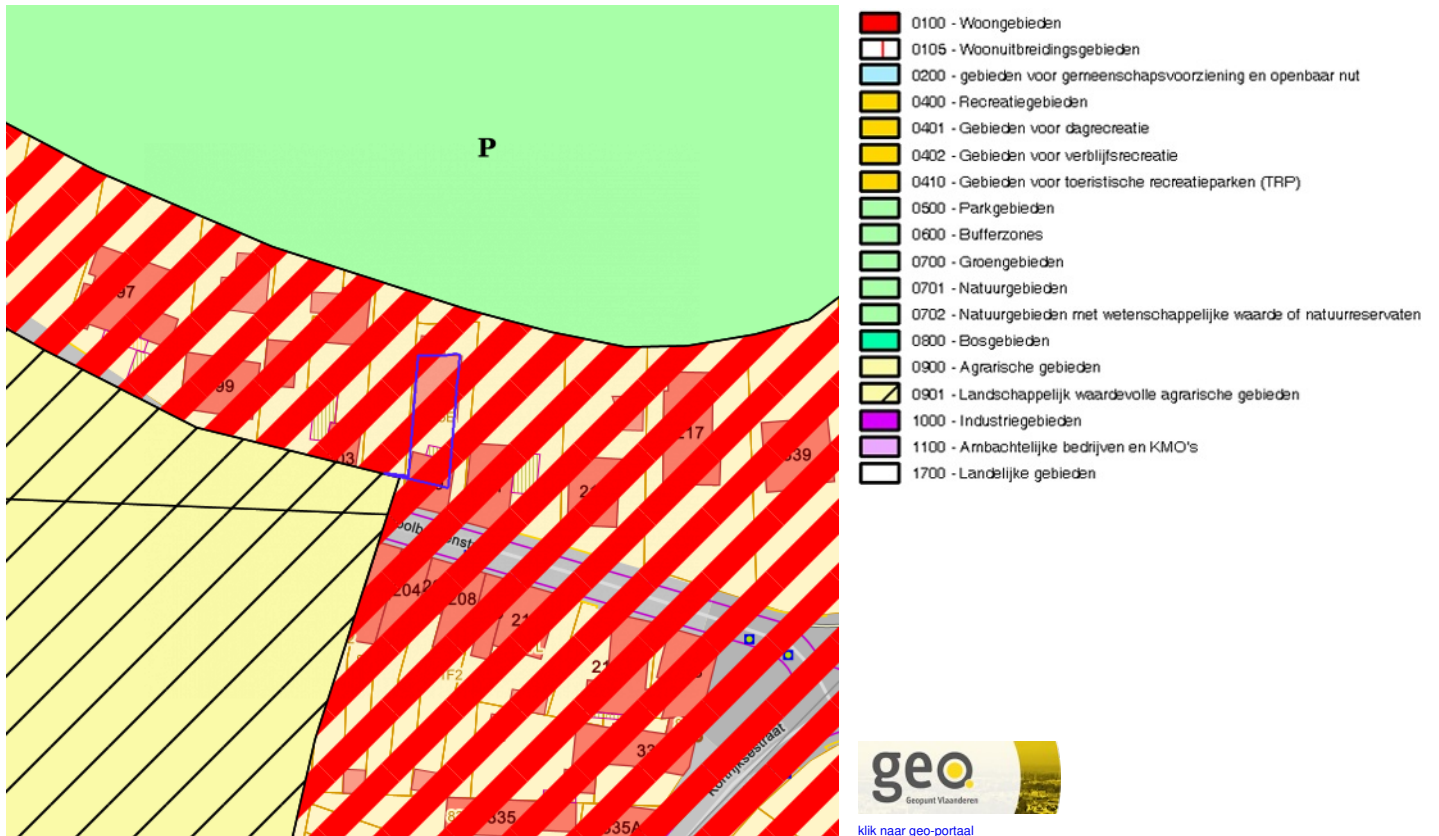 P
97
99
03
17
339
204
208
21
F2
21
32
Kortrijksestraat
335
335A
0100 - Woongebieden
0105 - Woonuitbreidingsgebieden
0200 - gebieden voor gemeenschapsvoorziening en openbaar nut
0400 - Recreatiegebieden
0401 - Gebieden voor dagrecreatie
0402 - Gebieden voor verblijfsrecreatie
0410 - Gebieden voor toeristische recreatieparken (TRP)
0500 - Parkgebieden
0600 - Bufferzones
0700 - Groengebieden
0701 - Natuurgebieden
0702 - Natuurgebieden met wetenschappelijke waarde of natuurreservaten
0800 - Bosgebieden
0900 - Agrarische gebieden
0901 - Landschappelijk waardevolle agrarische gebieden
1000 - Industriegebieden
1100 - Ambachtelijke bedrijven en KMO's
1700 - Landelijke gebieden
geo
Geopunt Vlaanderen
klik naar geo-portaal